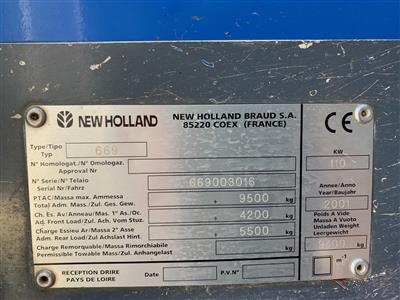 NEW HOLLAND
NEW HOLLAND BRAUD S.A.
85220 COEX (FRANCE)
CE
Type/Tipo
Typ
669
N° Homologat./N° Omologaz.
Approval Nr
N° Serie/N° Telaio
Serial Nr/Fahrz
669003016
PTAC/Massa max. Ammessa
Total Adm. Mass./Zul. Ges. Gew.
9500 kg
Ch. Es. Av/Anneau/Mas. 1° As./Oc.
Adj. Front Load/Zul Ach. Vom Stuz.
4200 kg
Charge Essieu Ar/Massa 2° Asse
Adm. Rear Load/Zul Achslast Hint.
5500 kg
Charge Remorquable/Massa Rimorchiabile
Permissible Towable Mass/Zul Anhangelast
kg
RECEPTION DRIRE
PAYS DE LOIRE
Date:
P.V.N°
KW
110
Annee/Anno
Year/Baujahr
2001
Poids A Vide
Massa A Vuoto
Unladen Weight
Leergewicht
kg
m-1